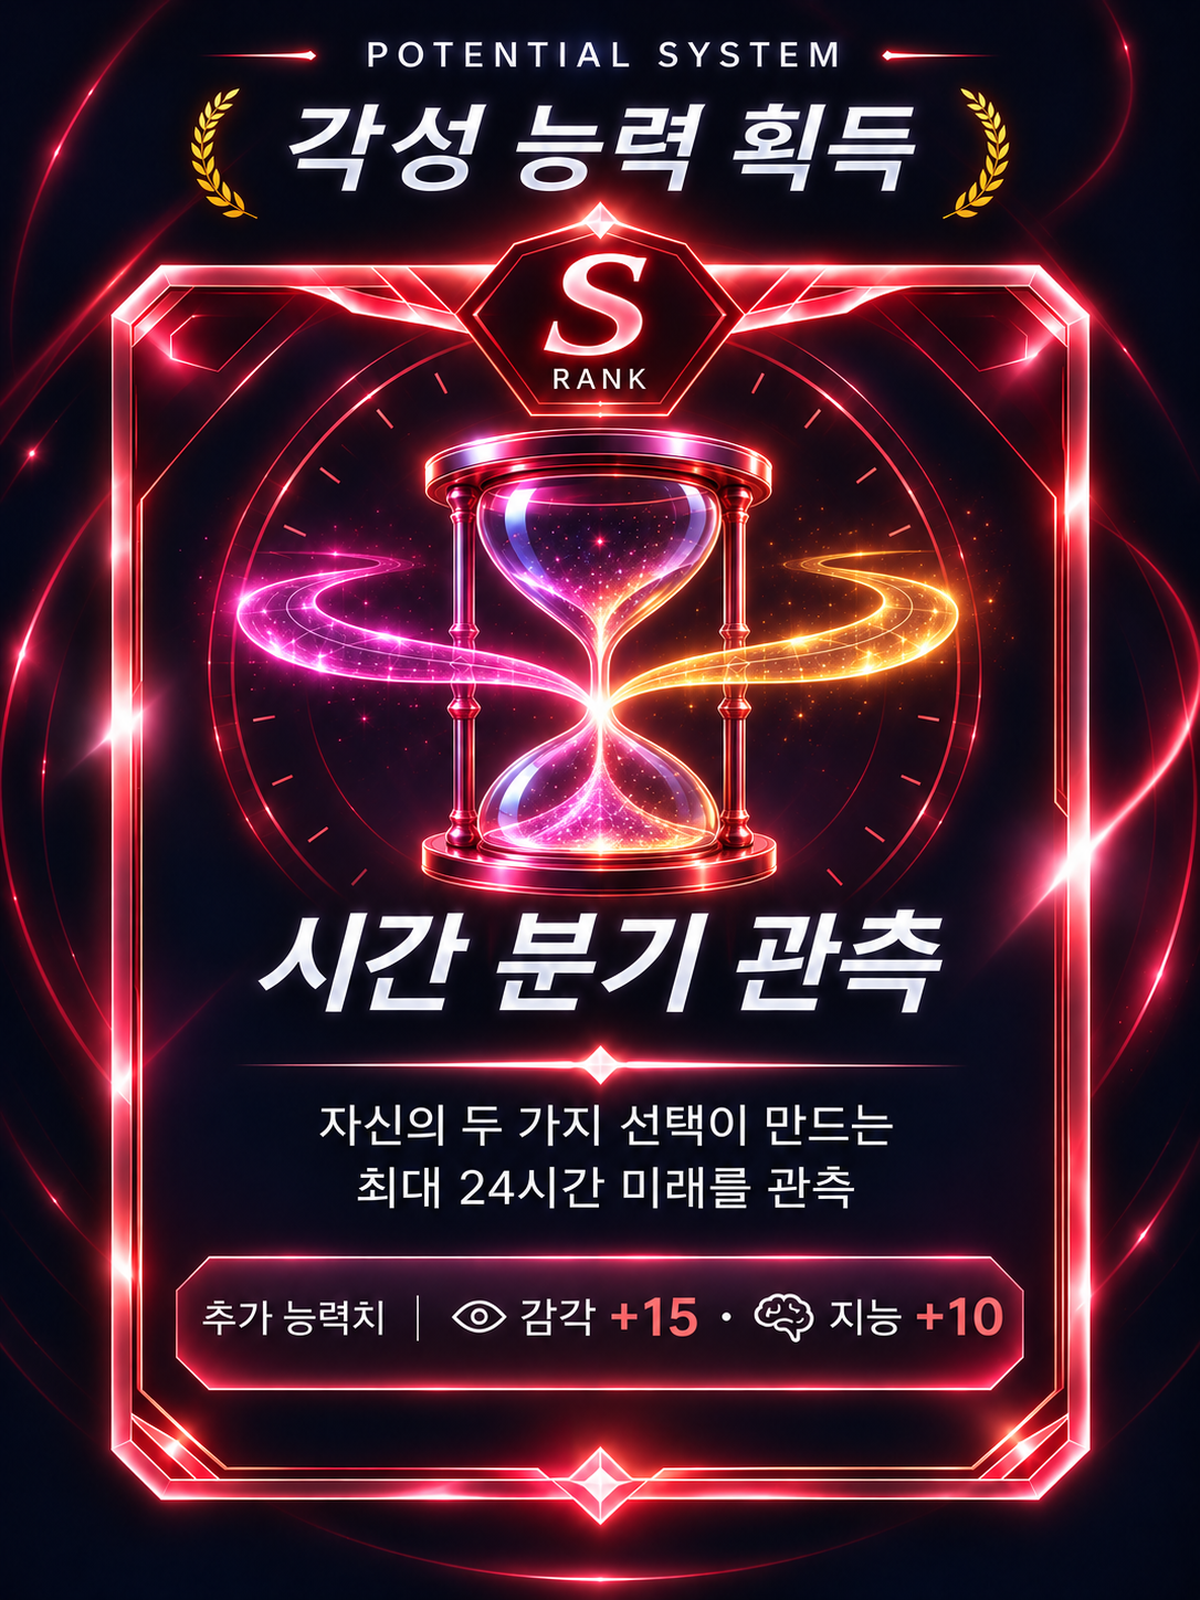 POTENTIAL SYSTEM
각성 능력 획득
S
RANK
시간 분기 관측
자신의 두 가지 선택이 만드는
최대 24시간 미래를 관측
추가 능력치 | 감각 +15 · 지능 +10